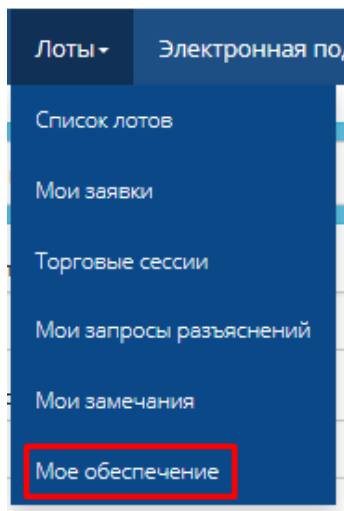 Лоты Электронная по
Список лотов
Мои заявки
Торговые сессии
Мои запросы разъяснений
Мои замечания
Мое обеспечение